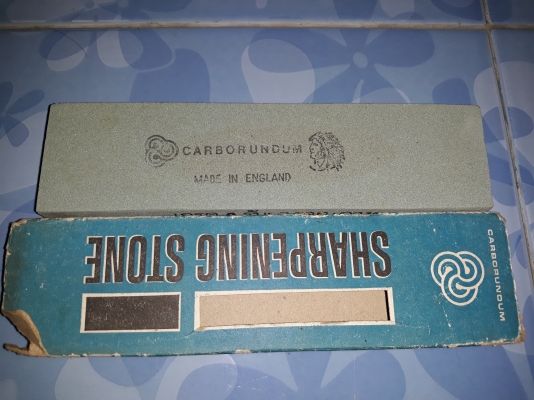 CARBORUNDUM
MADE IN ENGLAND
SHARPENING STONE
CARBORUNDUM